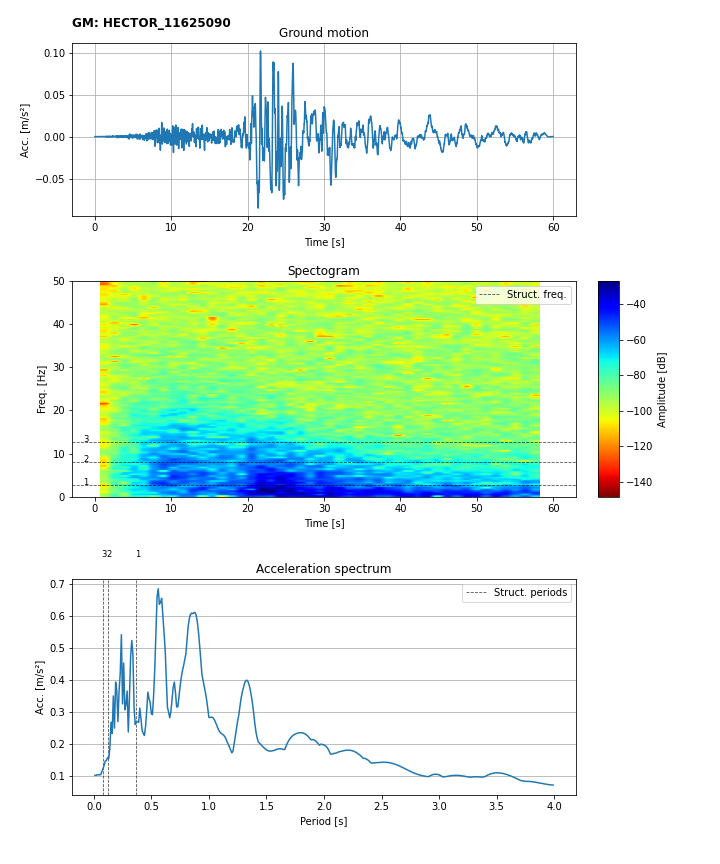 GM: HECTOR_11625090
Ground motion
0.10
0.05
0.00
−0.05
Acc. [m/s²]
0 10 20 30 40 50 60
Time [s]
Spectogram
50
40
30
20
10
0
Freq. [Hz]
3
2
1
Struct. freq.
0 10 20 30 40 50 60
Time [s]
−40
−60
−80
−100
−120
−140
Amplitude [dB]
32 1
Acceleration spectrum
0.7
0.6
0.5
0.4
0.3
0.2
0.1
Acc. [m/s²]
Struct. periods
0.0 0.5 1.0 1.5 2.0 2.5 3.0 3.5 4.0
Period [s]